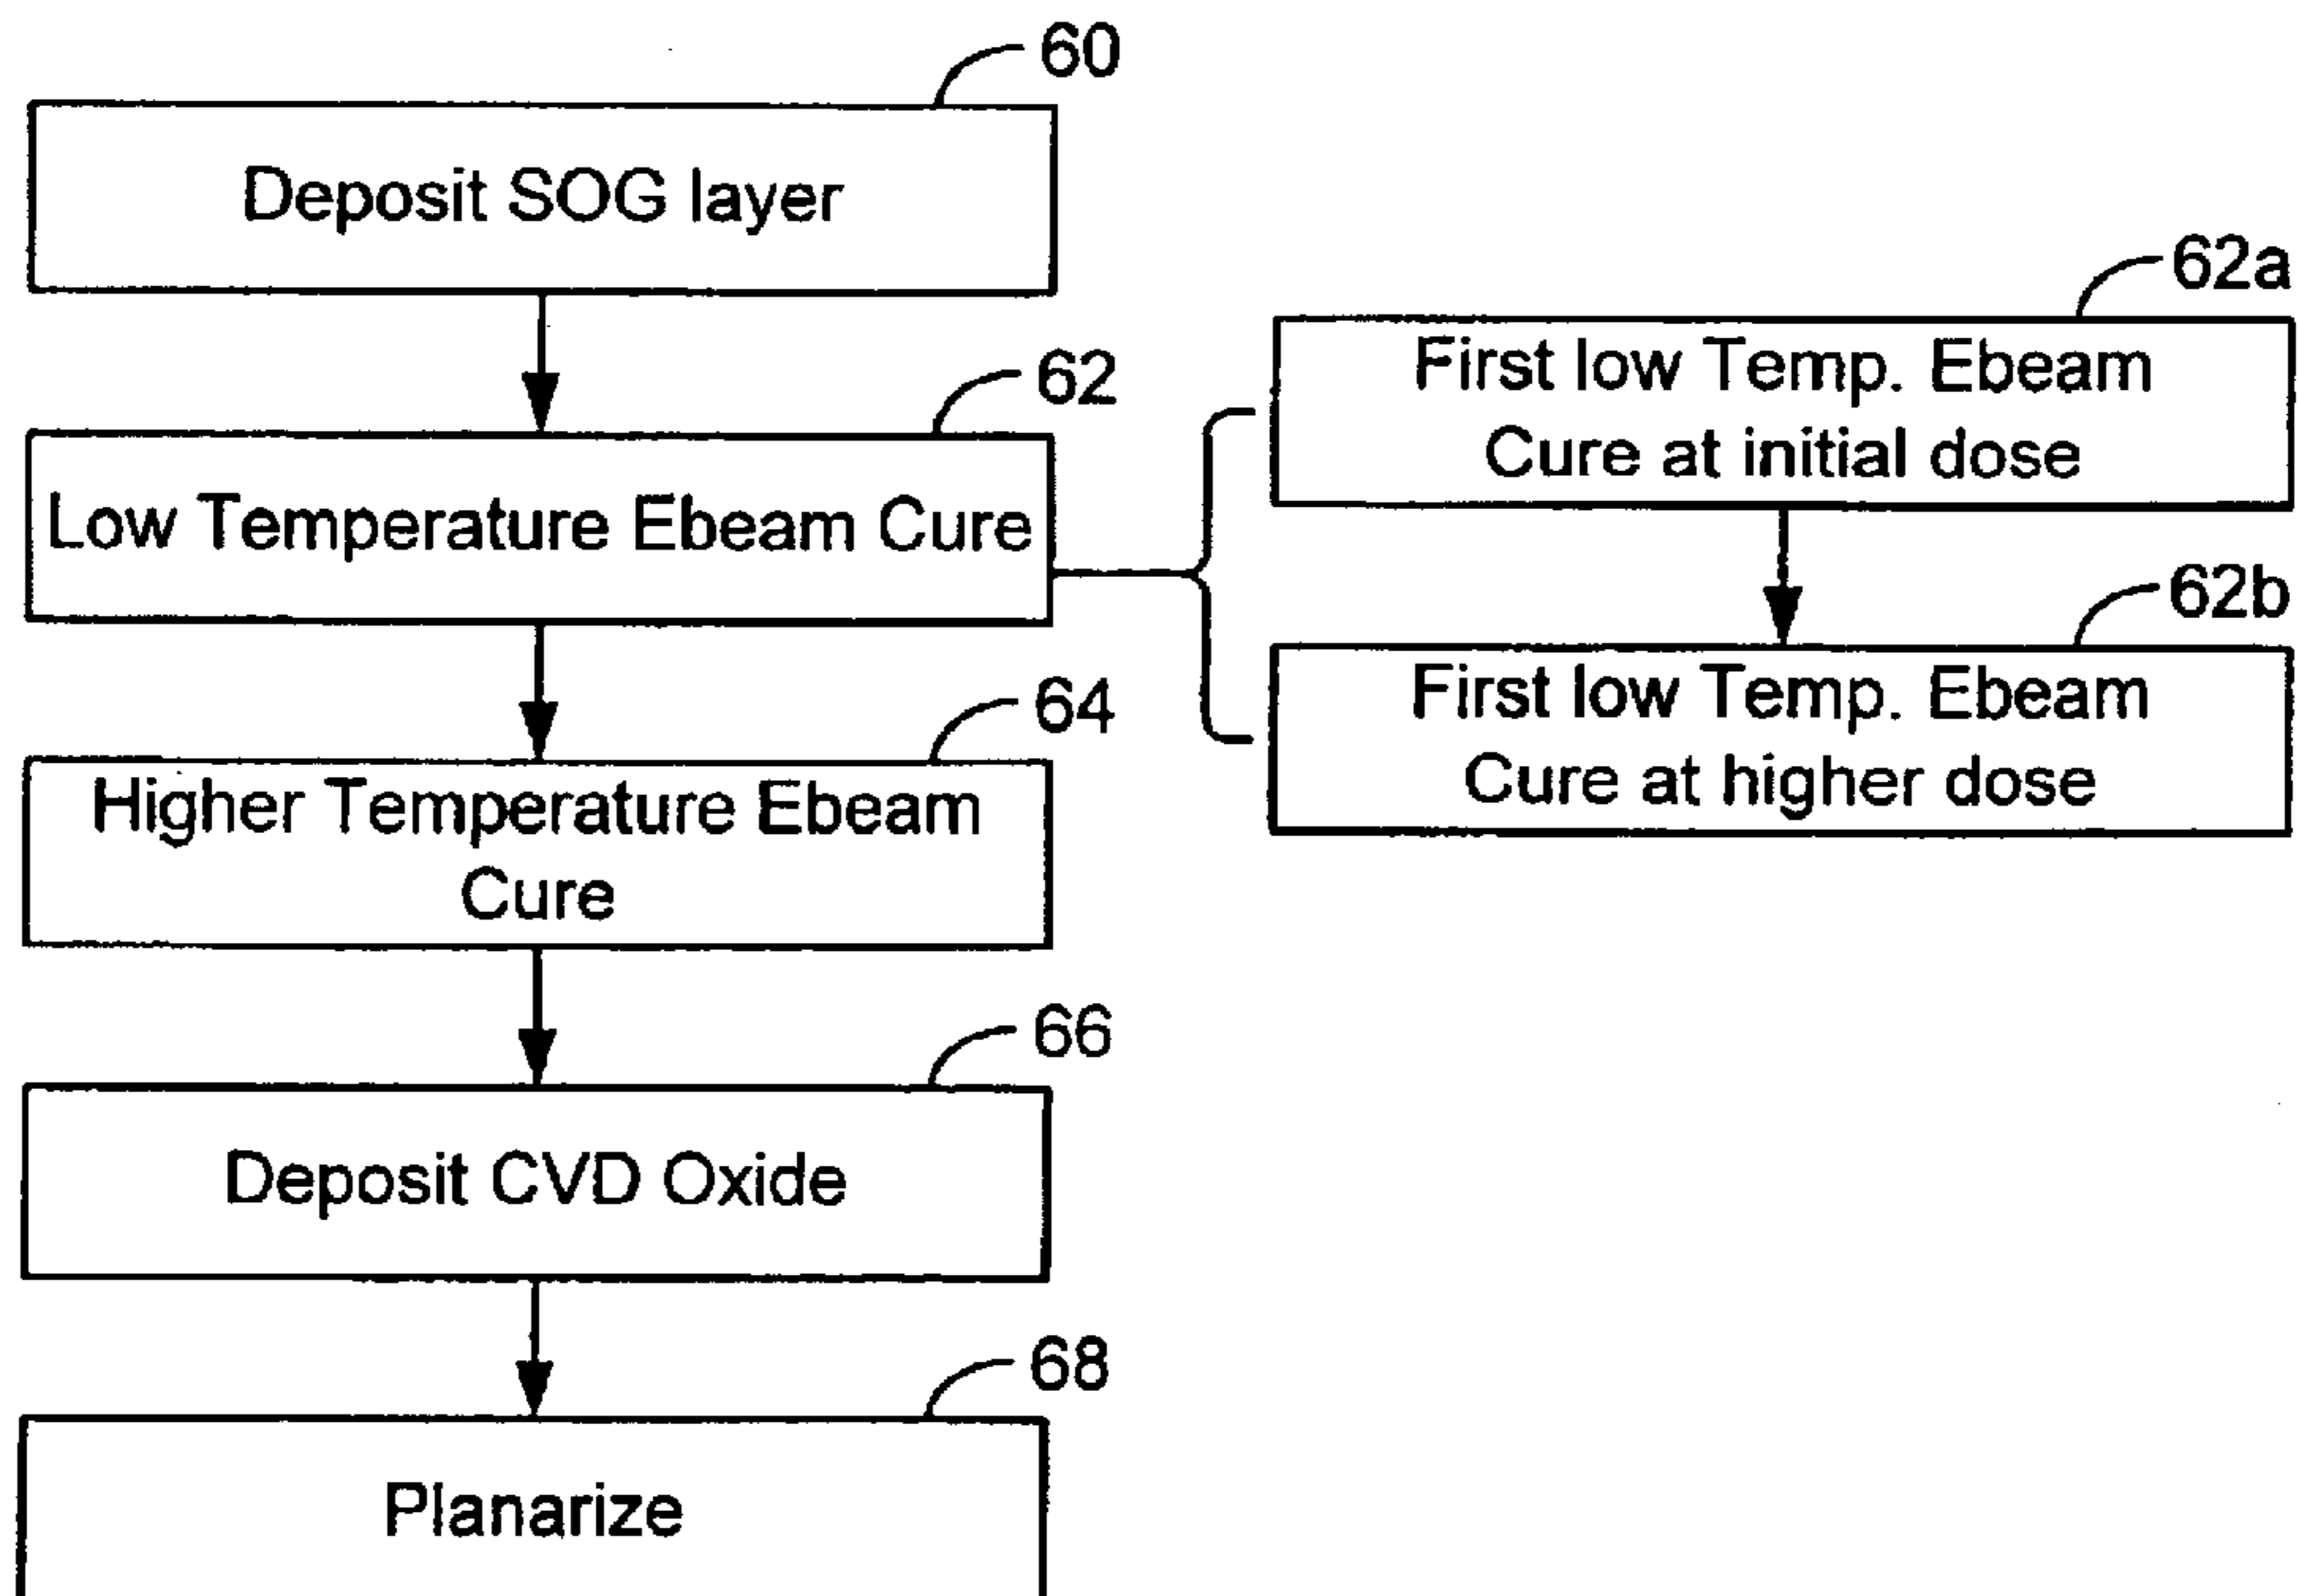 60
Deposit SOG layer
62
Low Temperature Ebeam Cure
62a
First low Temp. Ebeam
Cure at initial dose
62b
First low Temp. Ebeam
Cure at higher dose
64
Higher Temperature Ebeam
Cure
66
Deposit CVD Oxide
68
Planarize